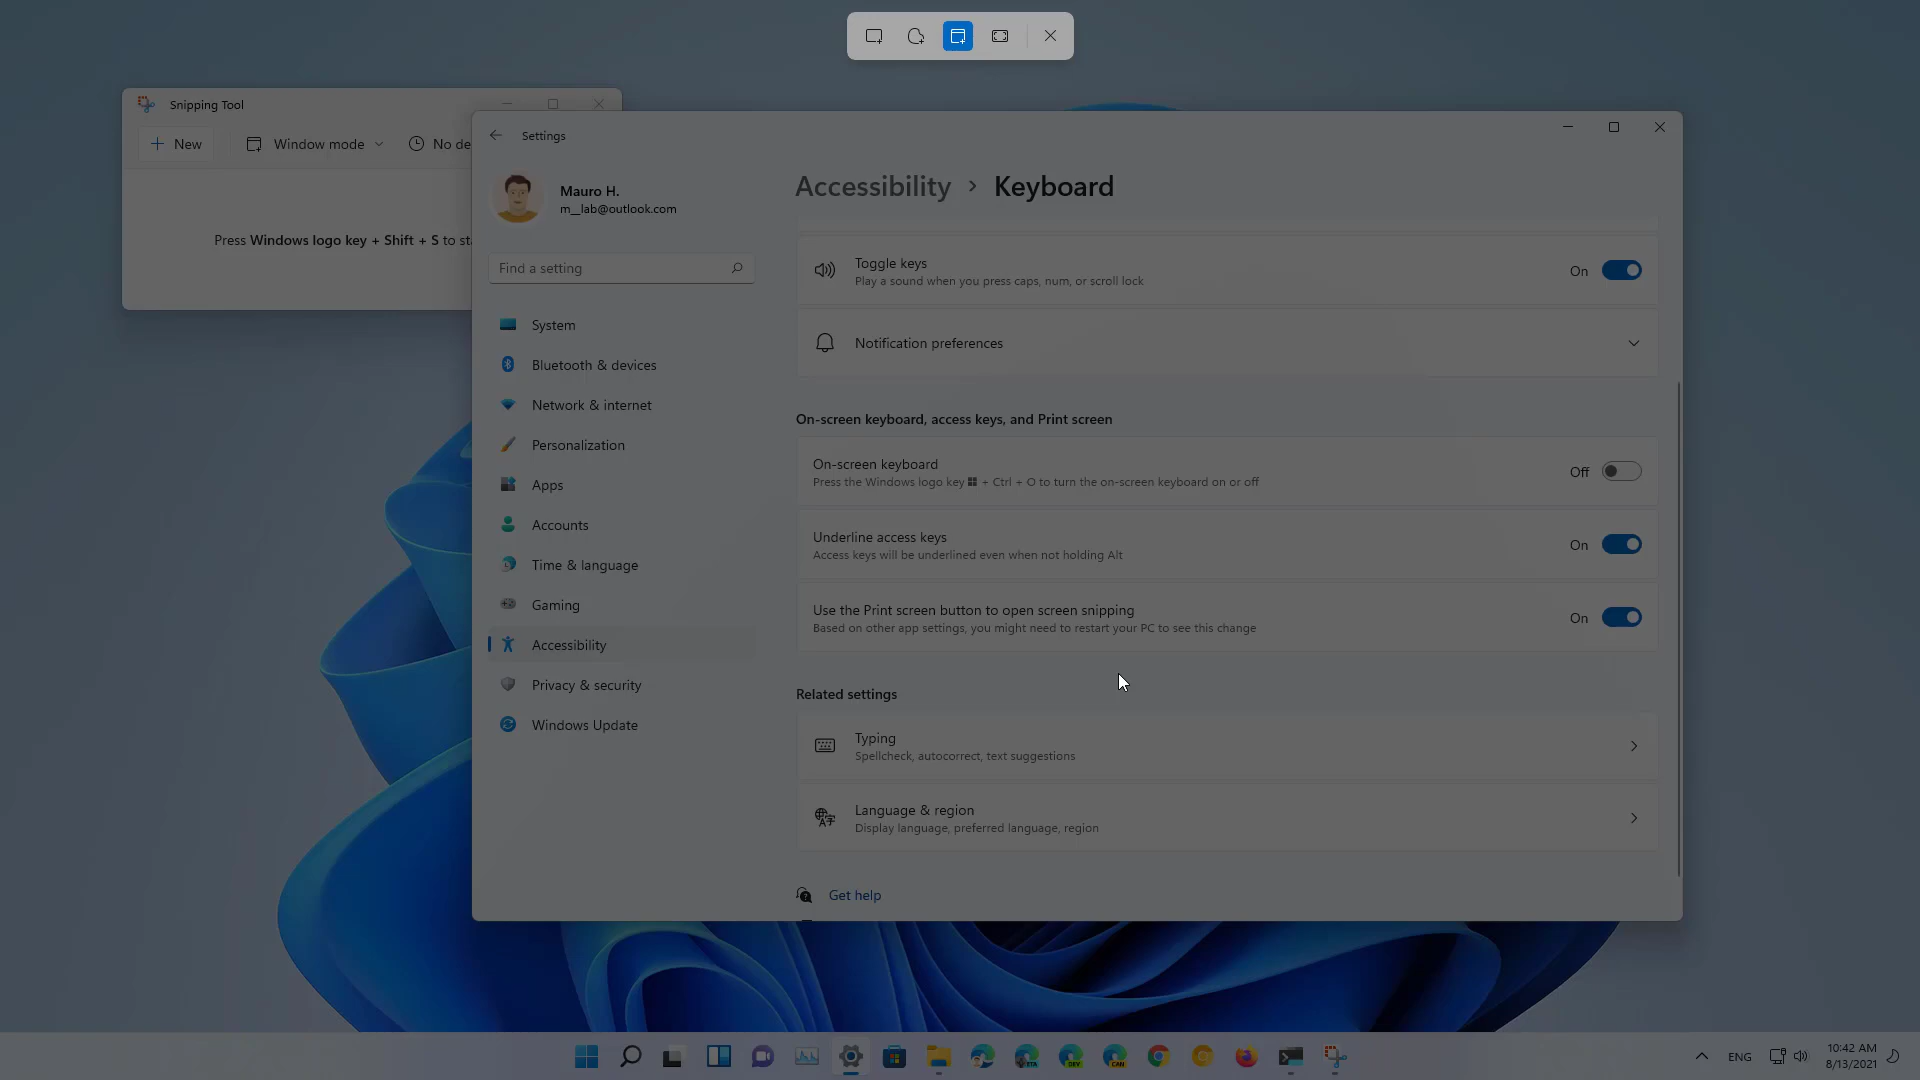 Snipping Tool
New
Window mode
No de
Press Windows logo key + Shift + S to sta
Settings
Mauro H.
m_lab@outlook.com
Find a setting
System
Bluetooth & devices
Network & internet
Personalization
Apps
Accounts
Time & language
Gaming
Accessibility
Privacy & security
Windows Update
Accessibility > Keyboard
Toggle keys
Play a sound when you press caps, num, or scroll lock
On
Notification preferences
On-screen keyboard, access keys, and Print screen
On-screen keyboard
Press the Windows logo key + Ctrl + O to turn the on-screen keyboard on or off
Off
Underline access keys
Access keys will be underlined even when not holding Alt
On
Use the Print screen button to open screen snipping
Based on other app settings, you might need to restart your PC to see this change
On
Related settings
Typing
Spellcheck, autocorrect, text suggestions
Language & region
Display language, preferred language, region
Get help
BETA
DEV
CAN
ENG
10:42 AM
8/13/2021